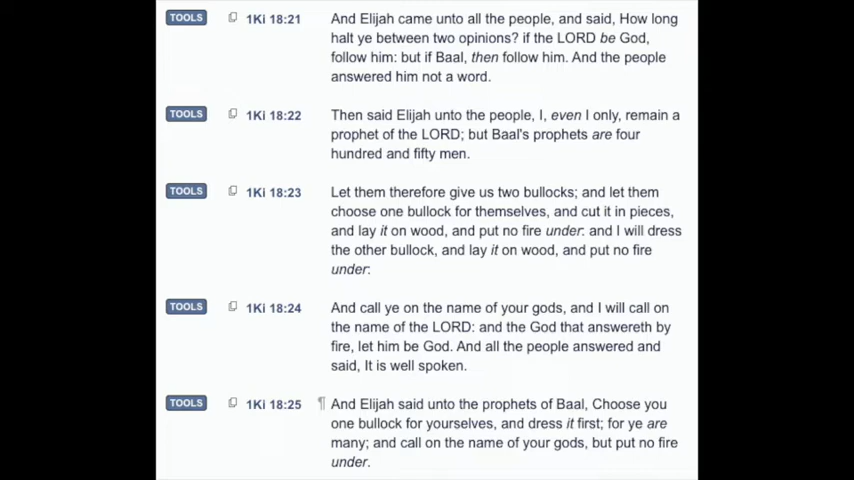 TOOLS 1Ki 18:21 And Elijah came unto all the people, and said, How long
halt ye between two opinions? if the LORD be God,
follow him: but if Baal, then follow him. And the people
answered him not a word.
TOOLS 1Ki 18:22 Then said Elijah unto the people, I, even I only, remain a
prophet of the LORD; but Baal's prophets are four
hundred and fifty men.
TOOLS 1Ki 18:23 Let them therefore give us two bullocks; and let them
choose one bullock for themselves, and cut it in pieces,
and lay it on wood, and put no fire under: and I will dress
the other bullock, and lay it on wood, and put no fire
under:
TOOLS 1Ki 18:24 And call ye on the name of your gods, and I will call on
the name of the LORD: and the God that answereth by
fire, let him be God. And all the people answered and
said, It is well spoken.
TOOLS 1Ki 18:25 ¶ And Elijah said unto the prophets of Baal, Choose you
one bullock for yourselves, and dress it first; for ye are
many; and call on the name of your gods, but put no fire
under.